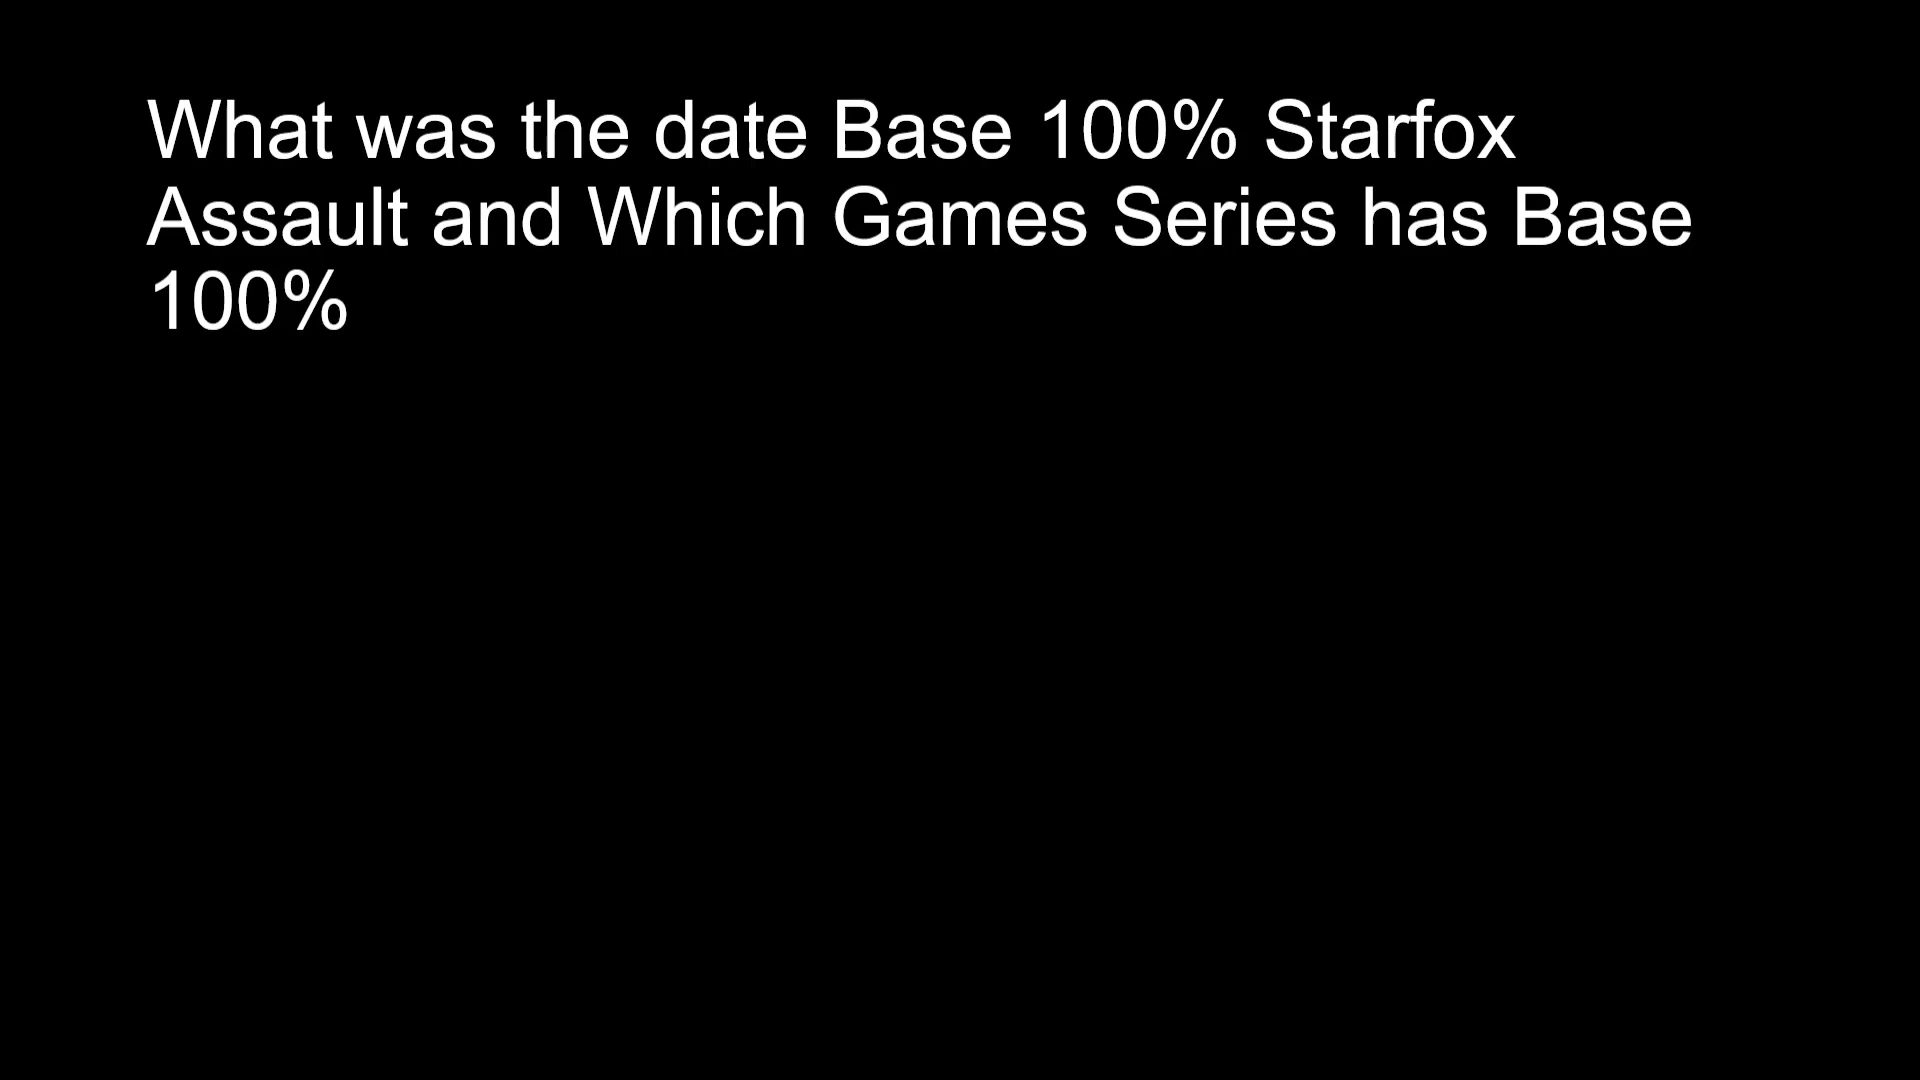 What was the date Base 100% Starfox
Assault and Which Games Series has Base
100%